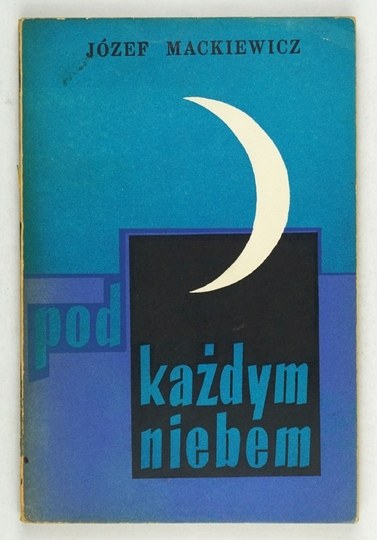 JÓZEF MACKIEWICZ
pod
każdym
niebem